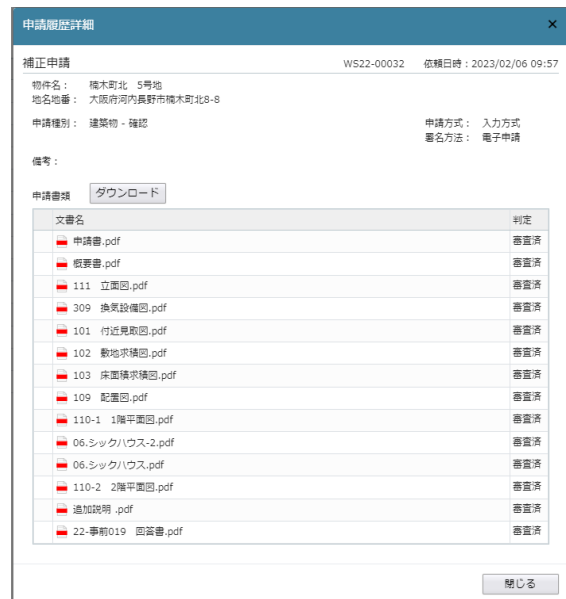 申請履歴詳細 ×
補正申請 WS22-00032 依頼日時：2023/02/06 09:57
物件名： 楠木町北　5号地
地名地番： 大阪府河内長野市楠木町北8-8
申請種別： 建築物 - 確認 申請方式： 入力方式
署名方法： 電子申請
備考：
申請書類 ダウンロード
文書名 判定
申請書.pdf 審査済
概要書.pdf 審査済
111　立面図.pdf 審査済
309　換気設備図.pdf 審査済
101　付近見取図.pdf 審査済
102　敷地求積図.pdf 審査済
103　床面積求積図.pdf 審査済
109　配置図.pdf 審査済
110-1　1階平面図.pdf 審査済
06.シックハウス-2.pdf 審査済
06.シックハウス.pdf 審査済
110-2　2階平面図.pdf 審査済
追加説明 .pdf 審査済
22-事前019　回答書.pdf 審査済
閉じる